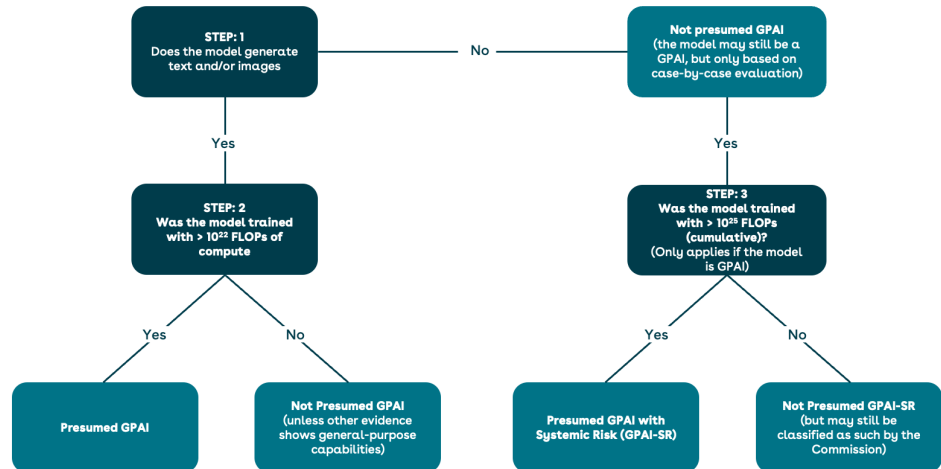 STEP: 1
Does the model generate
text and/or images
No
Not presumed GPAI
(the model may still be a
GPAI, but only based on
case-by-case evaluation)
Yes
Yes
STEP: 2
Was the model trained
with > 10²² FLOPs of
compute
STEP: 3
Was the model trained
with > 10²⁵ FLOPs
(cumulative)?
(Only applies if the model
is GPAI)
Yes
No
Yes
No
Presumed GPAI
Not Presumed GPAI
(unless other evidence
shows general-purpose
capabilities)
Presumed GPAI with
Systemic Risk (GPAI-SR)
Not Presumed GPAI-SR
(but may still be
classified as such by the
Commission)